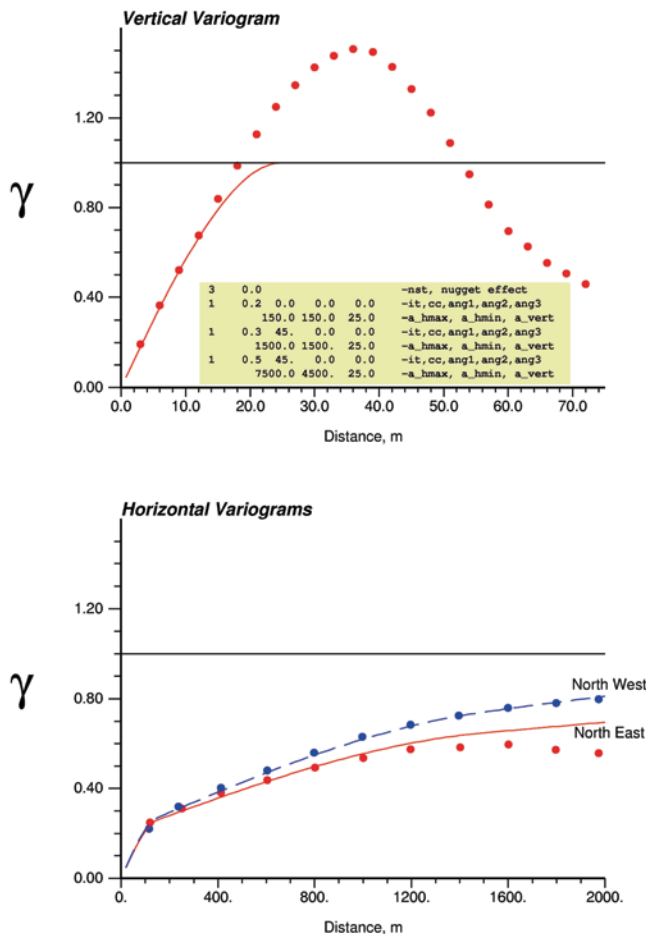 Vertical Variogram
1.20
0.80
0.40
0.00
γ
3 0.0 -nst, nugget effect
1 0.2 0.0 0.0 0.0 -it,cc,ang1,ang2,ang3
150.0 150.0 25.0 -a_hmax, a_hmin, a_vert
1 0.3 45. 0.0 0.0 -it,cc,ang1,ang2,ang3
1500.0 1500. 25.0 -a_hmax, a_hmin, a_vert
1 0.5 45. 0.0 0.0 -it,cc,ang1,ang2,ang3
7500.0 4500. 25.0 -a_hmax, a_hmin, a_vert
0.0 10.0 20.0 30.0 40.0 50.0 60.0 70.0
Distance, m
Horizontal Variograms
1.20
0.80
0.40
0.00
γ
North West
North East
0. 400. 800. 1200. 1600. 2000.
Distance, m